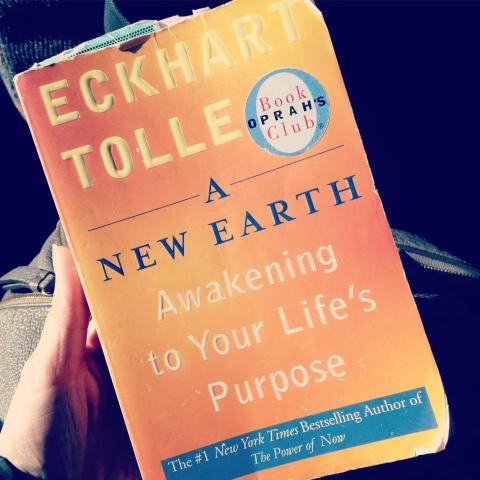 ECKHART
TOLLE
Book
OPRAH'S
Club®
A
NEW EARTH
Awakening
to Your Life's
Purpose
The #1 New York Times Bestselling Author of
The Power of Now